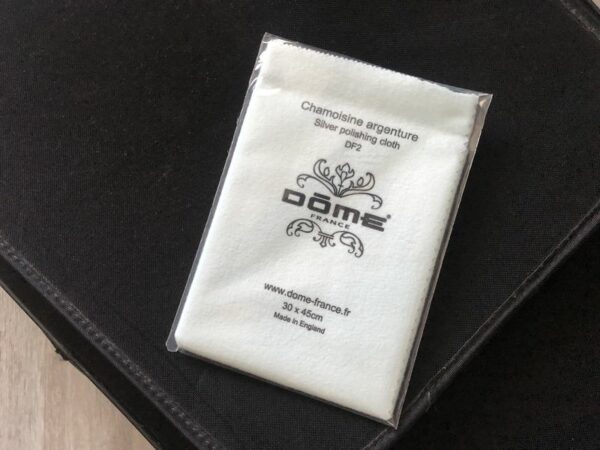 Chamoisine argenture
Silver polishing cloth
DF2
DÔME®
FRANCE
www.dome-france.fr
30 x 45cm
Made in England